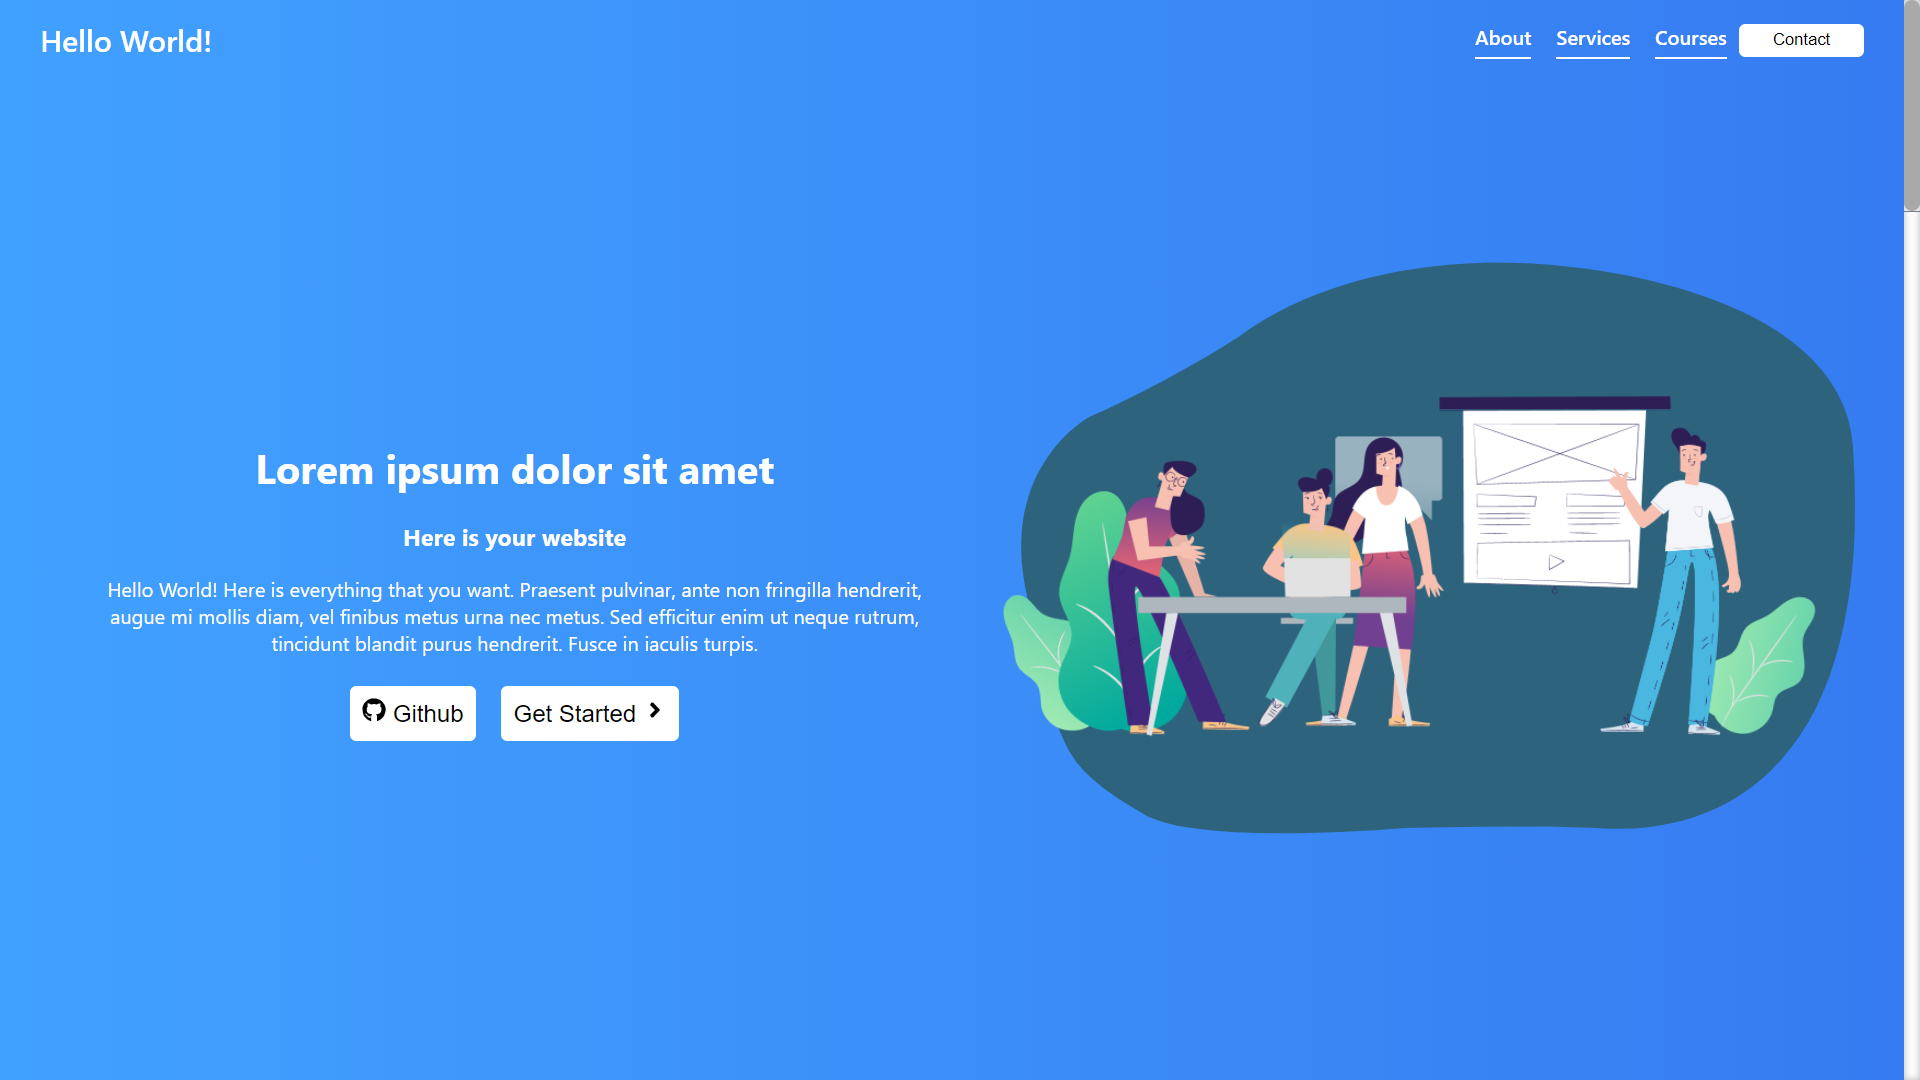 Hello World!
About Services Courses Contact
Lorem ipsum dolor sit amet
Here is your website
Hello World! Here is everything that you want. Praesent pulvinar, ante non fringilla hendrerit,
augue mi mollis diam, vel finibus metus urna nec metus. Sed efficitur enim ut neque rutrum,
tincidunt blandit purus hendrerit. Fusce in iaculis turpis.
Github Get Started